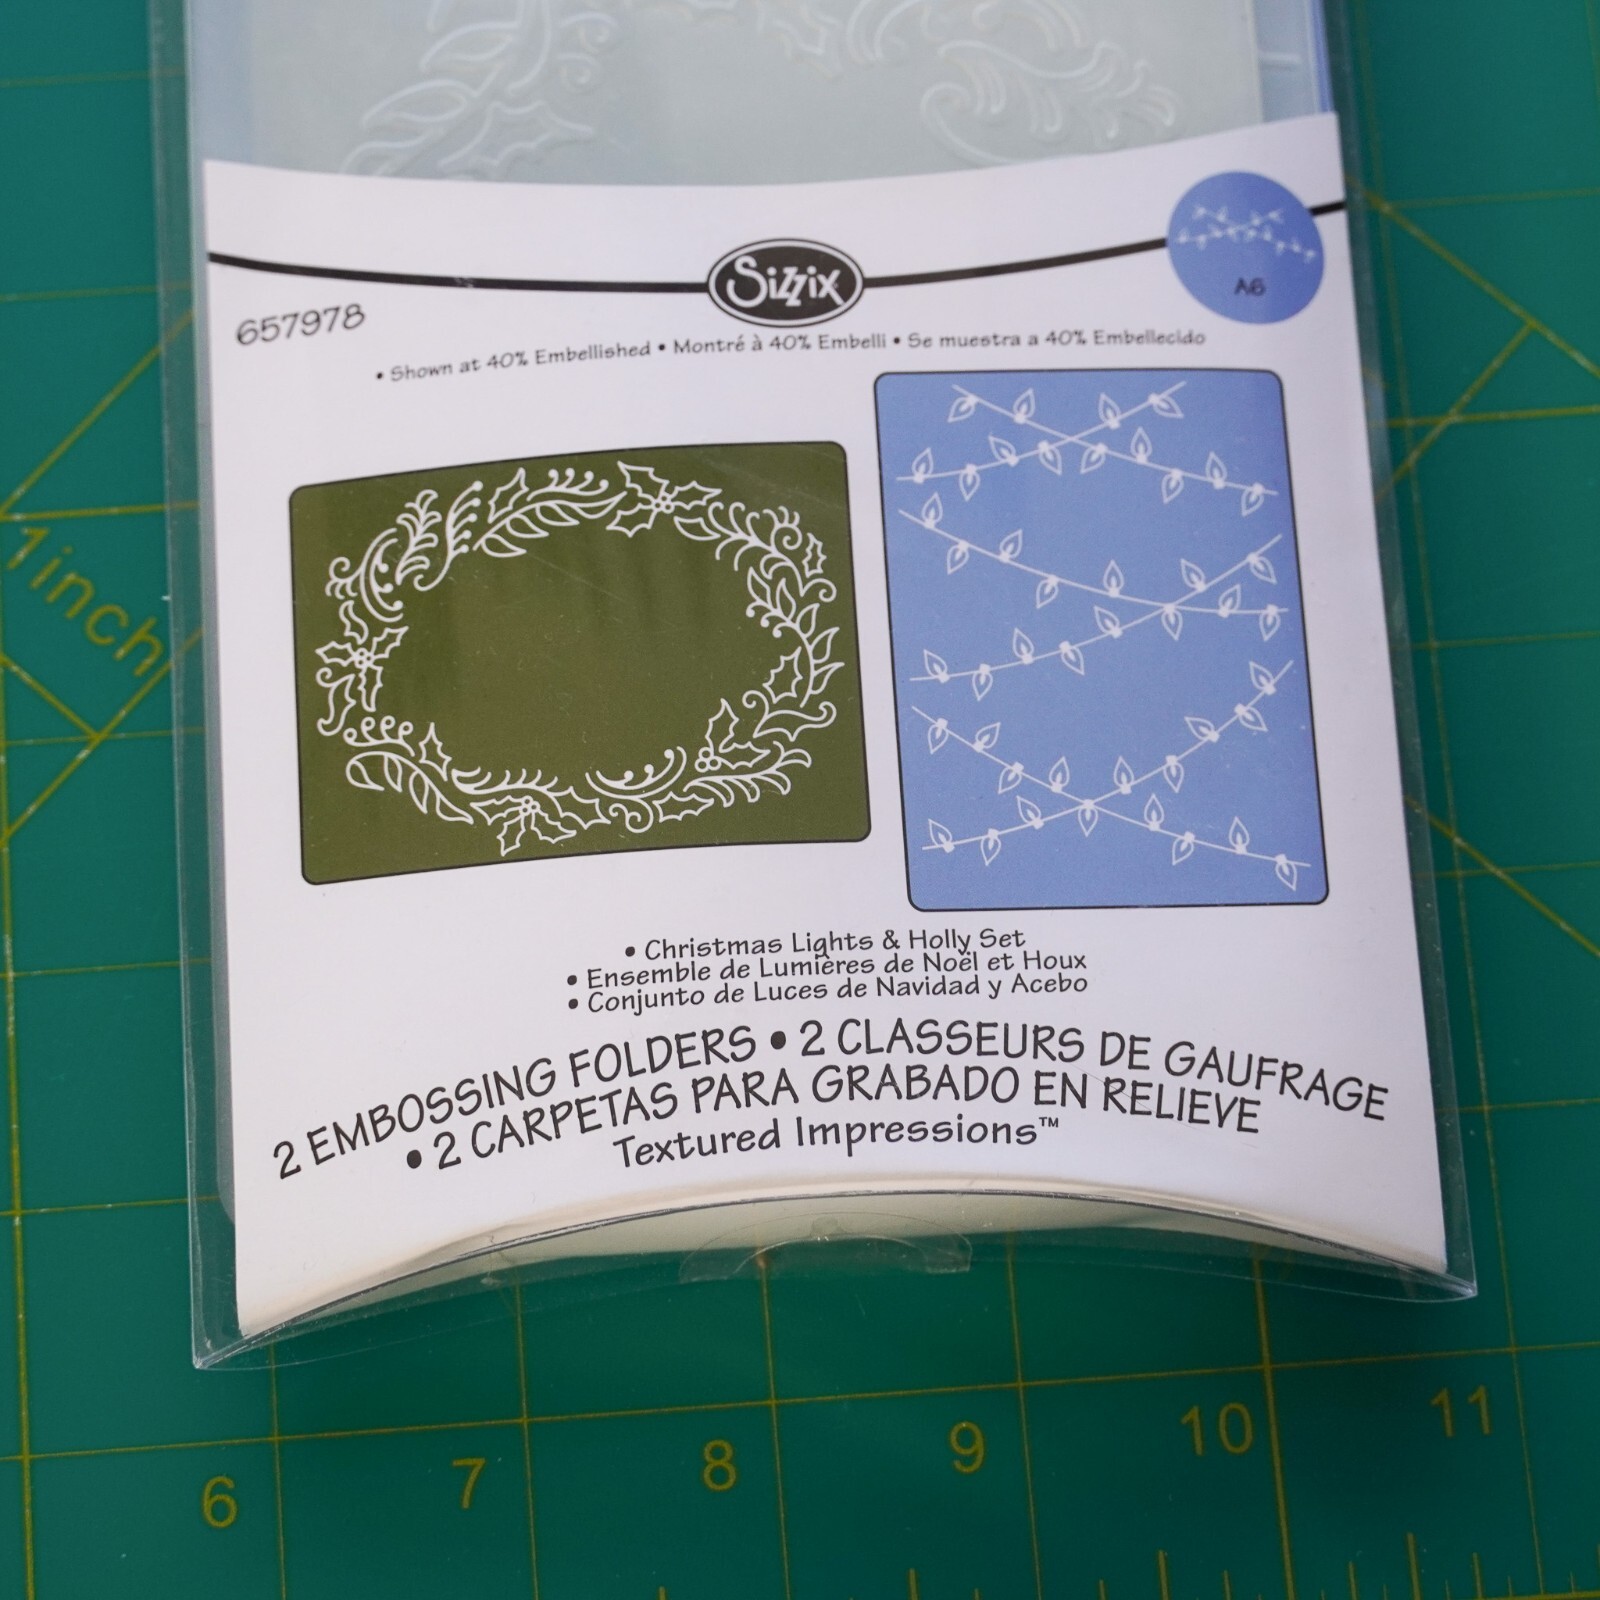 Sizzix
A6
657978
• Shown at 40% Embellished • Montré à 40% Embelli • Se muestra a 40% Embellecido
• Christmas Lights & Holly Set
• Ensemble de Lumières de Noël et Houx
• Conjunto de Luces de Navidad y Acebo
2 EMBOSSING FOLDERS • 2 CLASSEURS DE GAUFRAGE
• 2 CARPETAS PARA GRABADO EN RELIEVE
Textured Impressions™
1inch
6 7 8 9 10 11